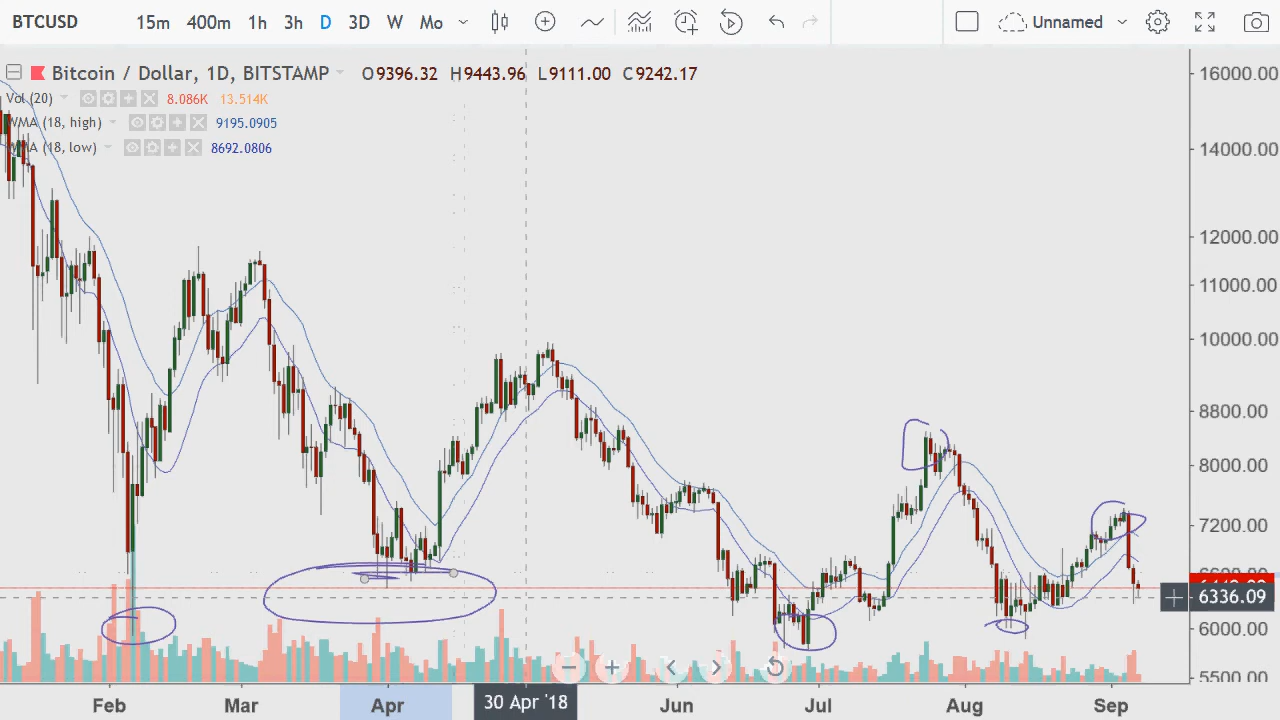 BTCUSD 15m 400m 1h 3h D 3D W Mo Unnamed
Bitcoin / Dollar, 1D, BITSTAMP O9396.32 H9443.96 L9111.00 C9242.17
Vol (20) 8.086K 13.514K
WMA (18, high) 9195.0905
WMA (18, low) 8692.0806
16000.00
14000.00
12000.00
11000.00
10000.00
8800.00
8000.00
7200.00
6336.09
6000.00
5500.00
Feb Mar Apr 30 Apr '18 Jun Jul Aug Sep